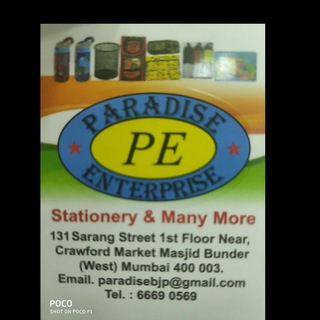 PARADISE
PE
ENTERPRISE
Stationery & Many More
131 Sarang Street 1st Floor Near,
Crawford Market Masjid Bunder
(West) Mumbai 400 003.
Email. paradisebjp@gmail.com
Tel. : 6669 0569
POCO
SHOT ON POCO F1